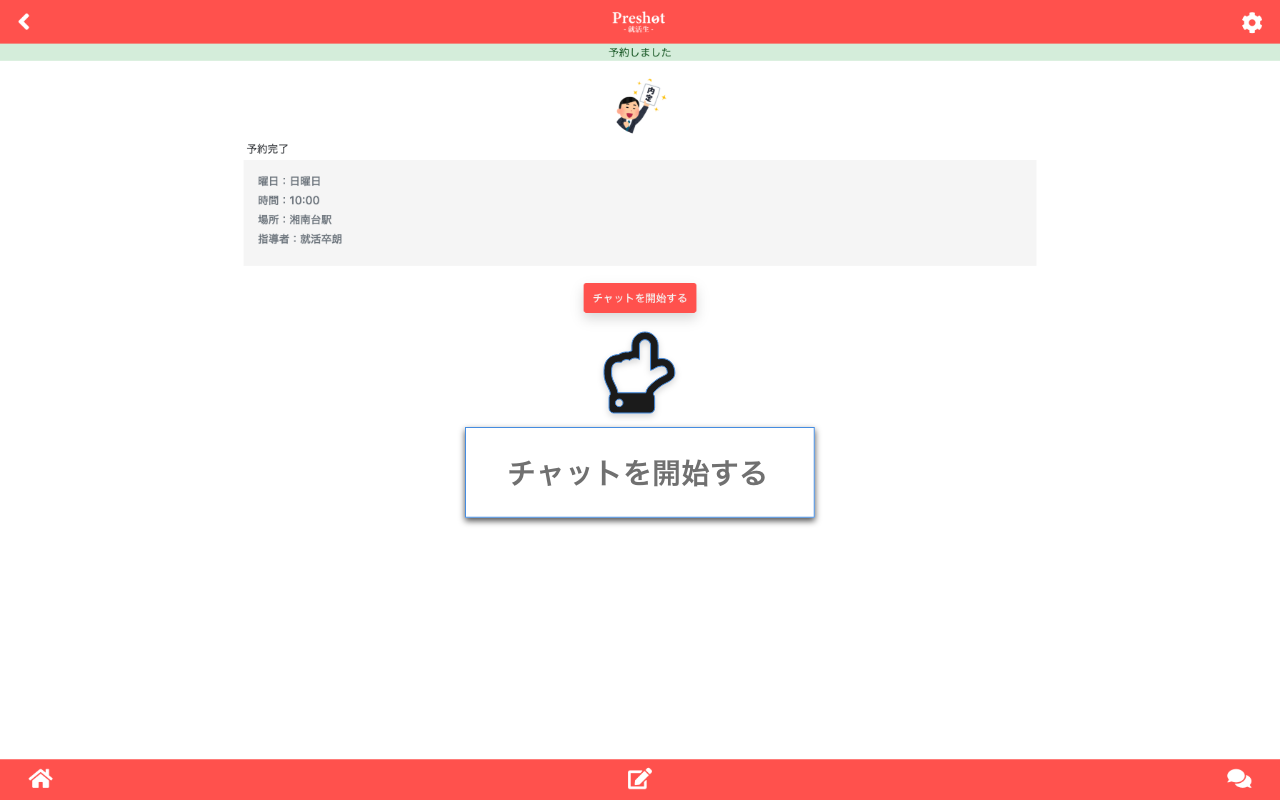 Preshot
- 就活生 -
予約しました
内定
予約完了
曜日：日曜日
時間：10:00
場所：湘南台駅
指導者：就活卒朗
チャットを開始する
チャットを開始する